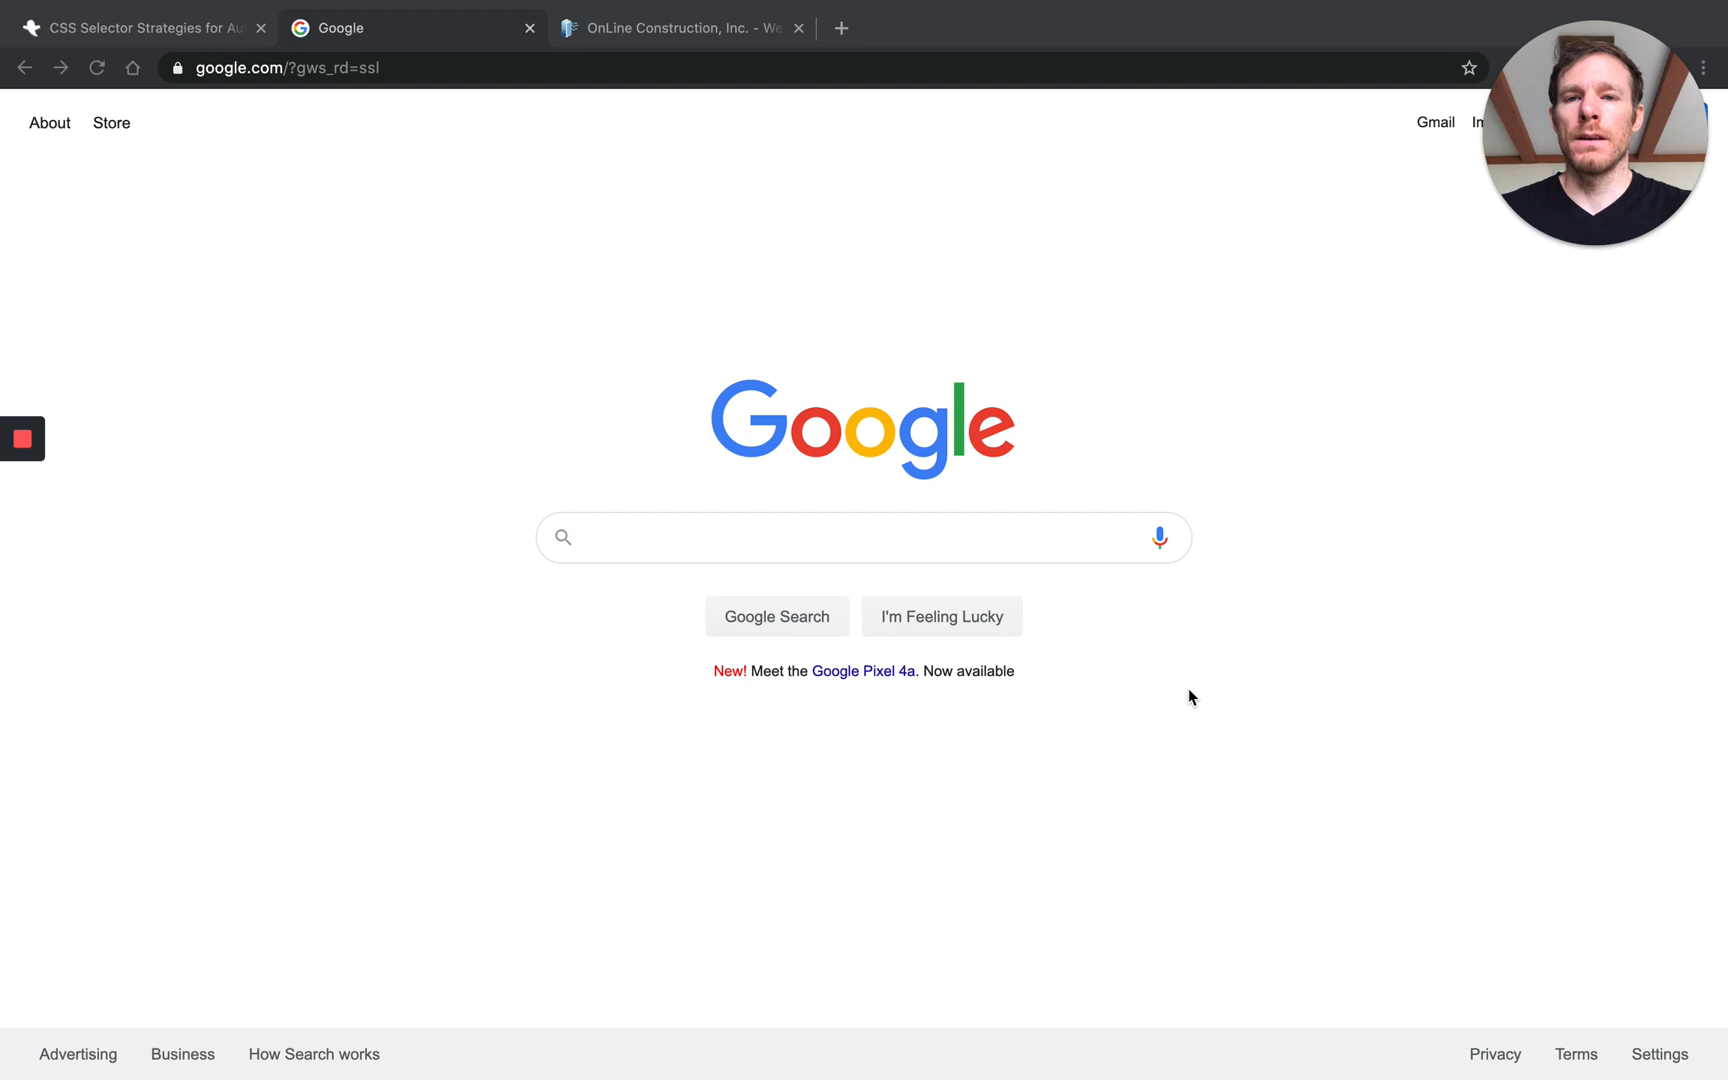 CSS Selector Strategies for Au
Google
OnLine Construction, Inc. - We
google.com/?gws_rd=ssl
About Store
Gmail
Google
Google Search I'm Feeling Lucky
New! Meet the Google Pixel 4a. Now available
Advertising Business How Search works
Privacy Terms Settings